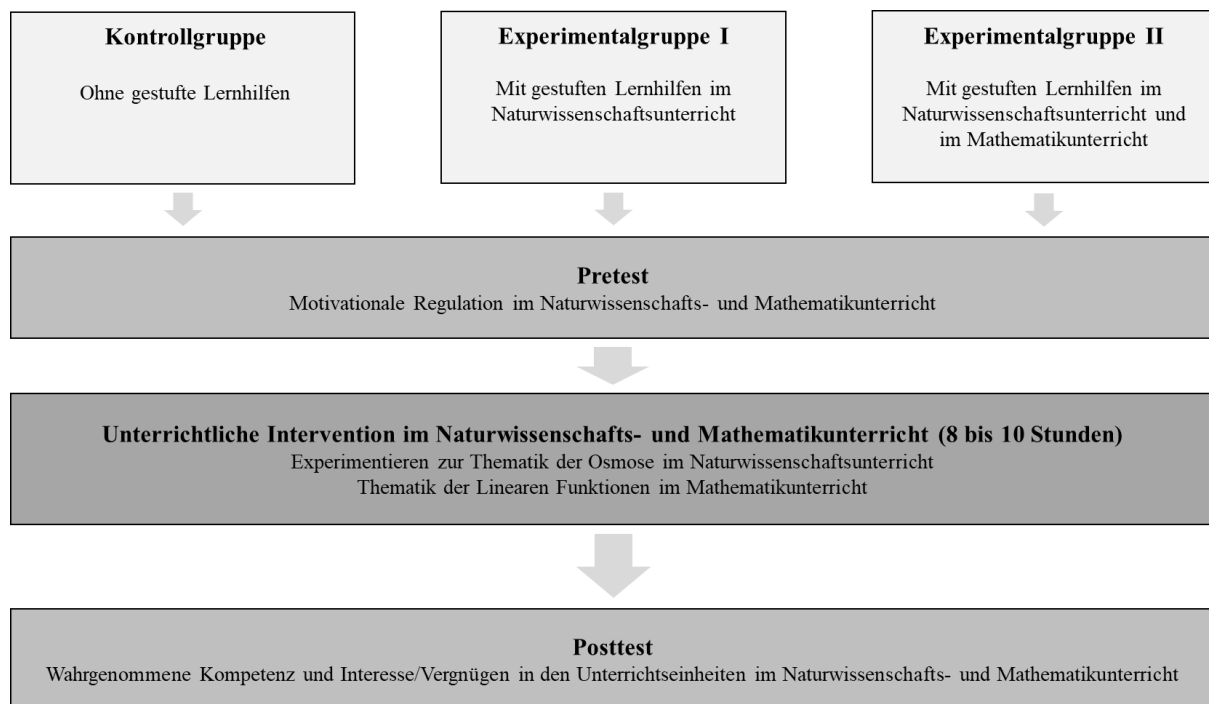 Kontrollgruppe
Ohne gestufte Lernhilfen
Experimentalgruppe I
Mit gestuften Lernhilfen im
Naturwissenschaftsunterricht
Experimentalgruppe II
Mit gestuften Lernhilfen im
Naturwissenschaftsunterricht und
im Mathematikunterricht
Pretest
Motivationale Regulation im Naturwissenschafts- und Mathematikunterricht
Unterrichtliche Intervention im Naturwissenschafts- und Mathematikunterricht (8 bis 10 Stunden)
Experimentieren zur Thematik der Osmose im Naturwissenschaftsunterricht
Thematik der Linearen Funktionen im Mathematikunterricht
Posttest
Wahrgenommene Kompetenz und Interesse/Vergnügen in den Unterrichtseinheiten im Naturwissenschafts- und Mathematikunterricht